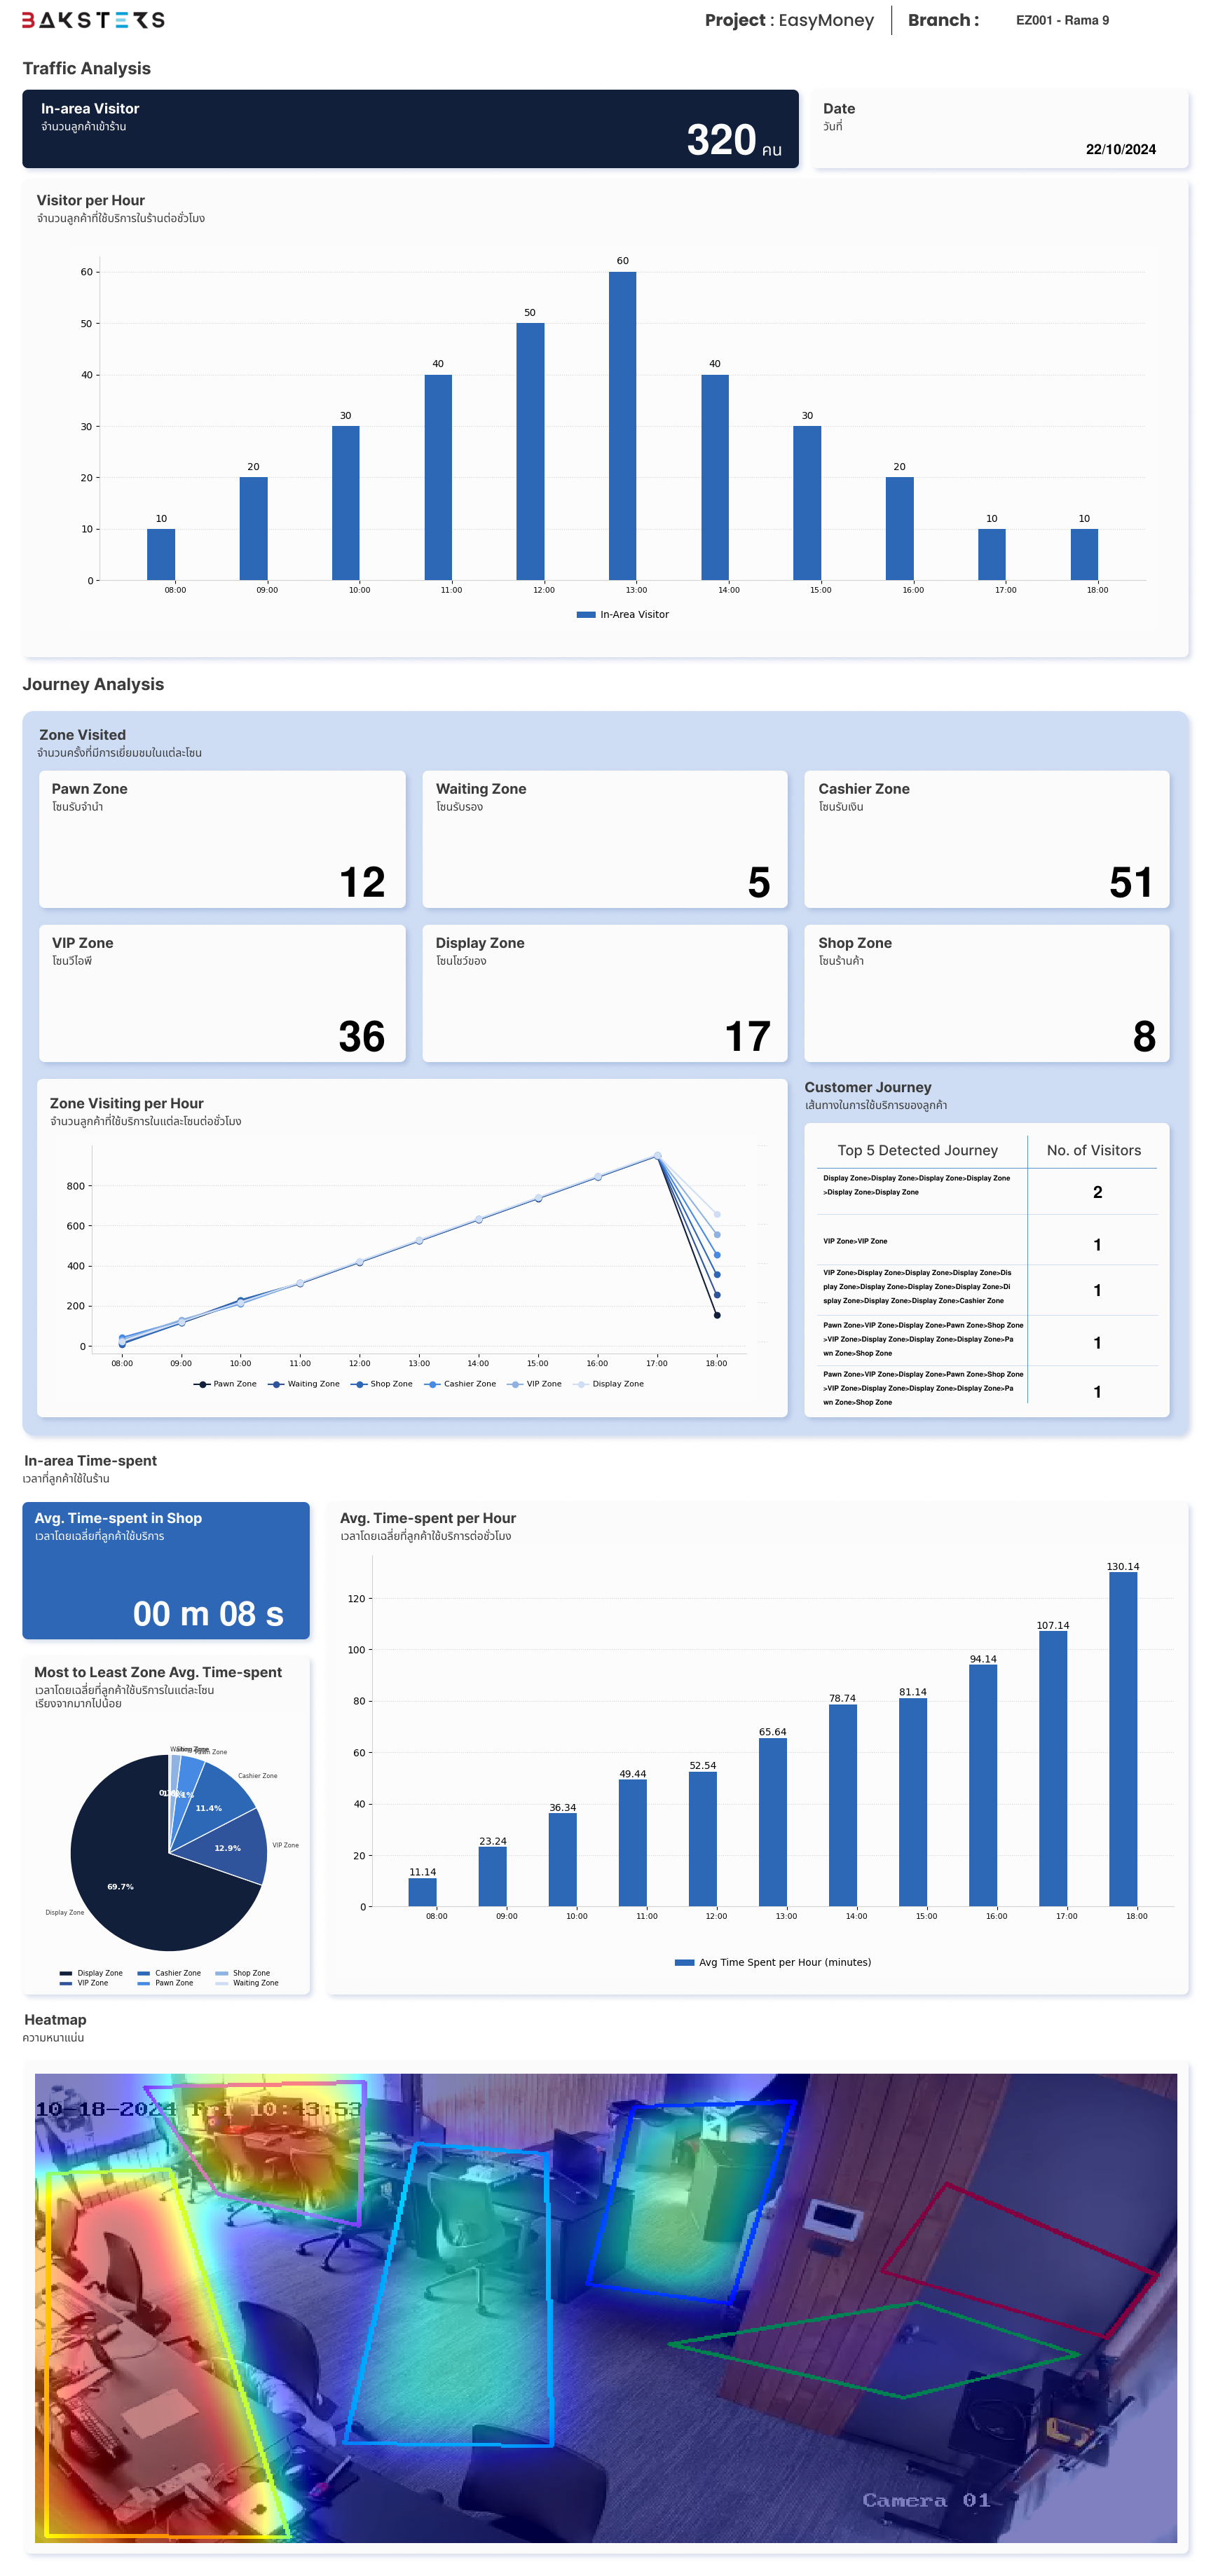 BAKSTERS
Project : EasyMoney
Branch :
EZ001 - Rama 9
Traffic Analysis
In-area Visitor
จำนวนลูกค้าเข้าร้าน
320 คน
Date
วันที่
22/10/2024
Visitor per Hour
จำนวนลูกค้าที่ใช้บริการในร้านต่อชั่วโมง
60
50
40
30
20
10
0
10
20
30
40
50
60
40
30
20
10
10
08:00 09:00 10:00 11:00 12:00 13:00 14:00 15:00 16:00 17:00 18:00
In-Area Visitor
Journey Analysis
Zone Visited
จำนวนครั้งที่มีการเยี่ยมชมในแต่ละโซน
Pawn Zone
โซนรับจำนำ
12
Waiting Zone
โซนรับรอง
5
Cashier Zone
โซนรับเงิน
51
VIP Zone
โซนวีไอพี
36
Display Zone
โซนโชว์ของ
17
Shop Zone
โซนร้านค้า
8
Zone Visiting per Hour
จำนวนลูกค้าที่ใช้บริการในแต่ละโซนต่อชั่วโมง
800
600
400
200
0
08:00 09:00 10:00 11:00 12:00 13:00 14:00 15:00 16:00 17:00 18:00
Pawn Zone Waiting Zone Shop Zone Cashier Zone VIP Zone Display Zone
Customer Journey
เส้นทางในการใช้บริการของลูกค้า
Top 5 Detected Journey No. of Visitors
Display Zone>Display Zone>Display Zone>Display Zone
>Display Zone>Display Zone
2
VIP Zone>VIP Zone
1
VIP Zone>Display Zone>Display Zone>Display Zone>Dis
play Zone>Display Zone>Display Zone>Display Zone>Di
splay Zone>Display Zone>Display Zone>Cashier Zone
1
Pawn Zone>VIP Zone>Display Zone>Pawn Zone>Shop Zone
>VIP Zone>Display Zone>Display Zone>Display Zone>Pa
wn Zone>Shop Zone
1
Pawn Zone>VIP Zone>Display Zone>Pawn Zone>Shop Zone
>VIP Zone>Display Zone>Display Zone>Display Zone>Pa
wn Zone>Shop Zone
1
In-area Time-spent
เวลาที่ลูกค้าใช้ในร้าน
Avg. Time-spent in Shop
เวลาโดยเฉลี่ยที่ลูกค้าใช้บริการ
00 m 08 s
Most to Least Zone Avg. Time-spent
เวลาโดยเฉลี่ยที่ลูกค้าใช้บริการในแต่ละโซน
เรียงจากมากไปน้อย
Pawn Zone
Cashier Zone
11.4%
VIP Zone
12.9%
69.7%
Display Zone
Display Zone Cashier Zone Shop Zone
VIP Zone Pawn Zone Waiting Zone
Avg. Time-spent per Hour
เวลาโดยเฉลี่ยที่ลูกค้าใช้บริการต่อชั่วโมง
120
100
80
60
40
20
0
11.14
23.24
36.34
49.44
52.54
65.64
78.74
81.14
94.14
107.14
130.14
08:00 09:00 10:00 11:00 12:00 13:00 14:00 15:00 16:00 17:00 18:00
Avg Time Spent per Hour (minutes)
Heatmap
ความหนาแน่น
10-18-2024 Fri 10:43:53
Camera 01